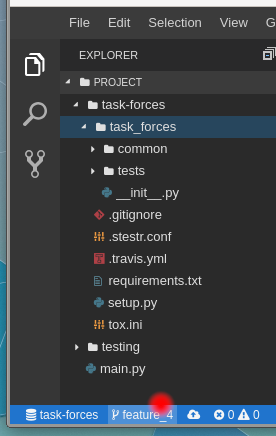 File Edit Selection View G
EXPLORER
PROJECT
task-forces
task_forces
common
tests
__init__.py
.gitignore
.stestr.conf
.travis.yml
requirements.txt
setup.py
tox.ini
testing
main.py
task-forces feature_4 0 0